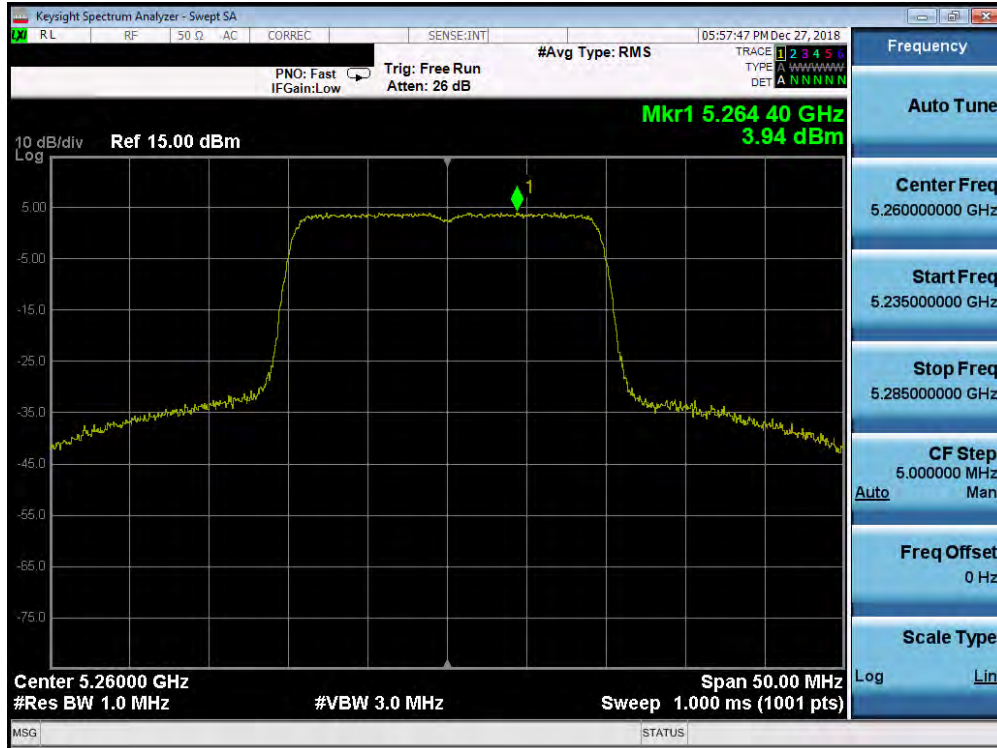 Keysight Spectrum Analyzer - Swept SA
LXI RL RF 50 Ω AC CORREC SENSE:INT 05:57:47 PM Dec 27, 2018
#Avg Type: RMS TRACE 1 2 3 4 5 6
PNO: Fast Trig: Free Run TYPE A WWWWW
IFGain:Low Atten: 26 dB DET A N N N N N
Mkr1 5.264 40 GHz
3.94 dBm
10 dB/div Ref 15.00 dBm
Log
1
5.00
-5.00
-15.0
-25.0
-35.0
-45.0
-55.0
-65.0
-75.0
Center 5.26000 GHz Span 50.00 MHz
#Res BW 1.0 MHz #VBW 3.0 MHz Sweep 1.000 ms (1001 pts)
MSG STATUS
Frequency
Auto Tune
Center Freq
5.260000000 GHz
Start Freq
5.235000000 GHz
Stop Freq
5.285000000 GHz
CF Step
5.000000 MHz
Auto Man
Freq Offset
0 Hz
Scale Type
Log Lin